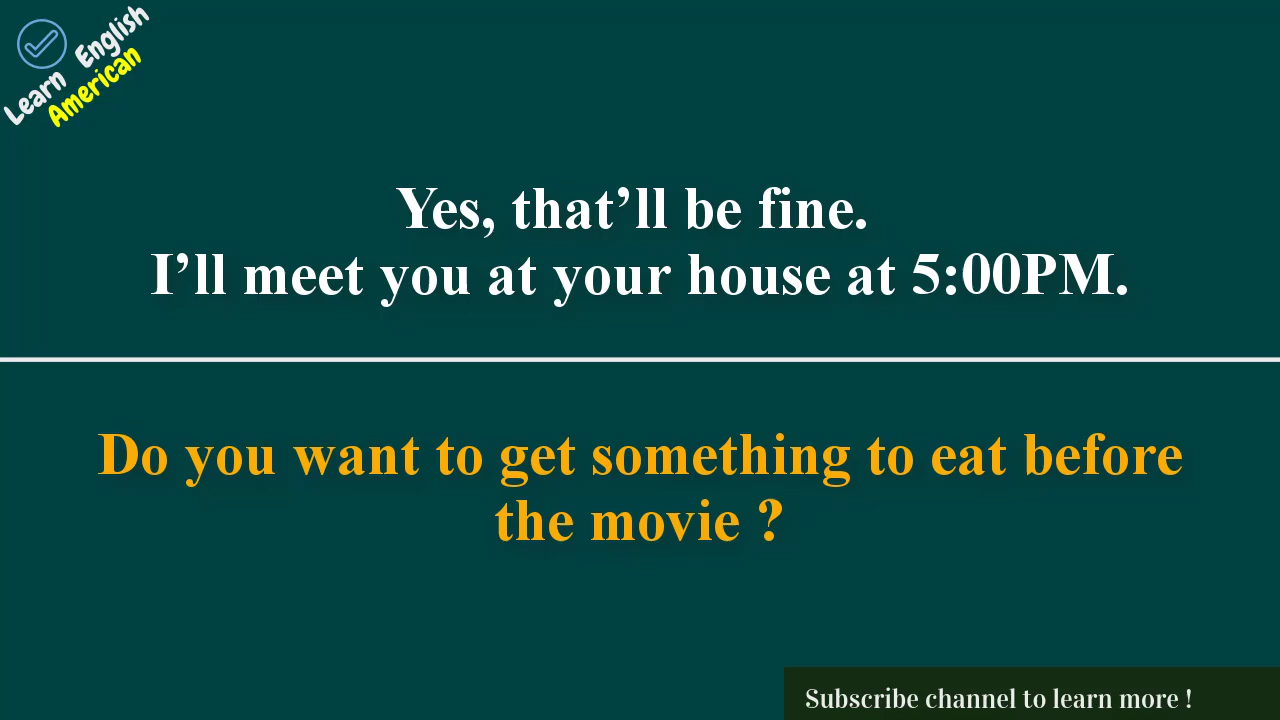 Learn English
American
Yes, that’ll be fine.
I’ll meet you at your house at 5:00PM.
Do you want to get something to eat before
the movie ?
Subscribe channel to learn more !